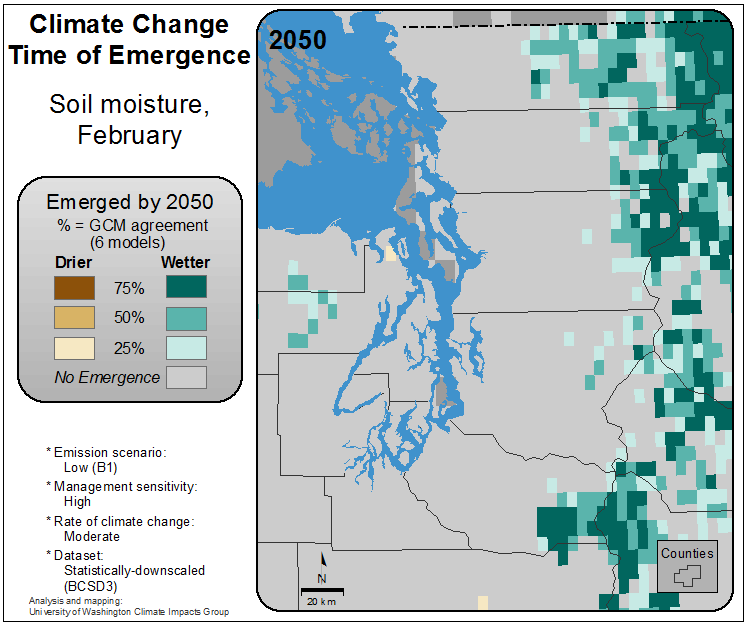 Climate Change
Time of Emergence
Soil moisture,
February
Emerged by 2050
% = GCM agreement
(6 models)
Drier Wetter
75%
50%
25%
No Emergence
* Emission scenario:
Low (B1)
* Management sensitivity:
High
* Rate of climate change:
Moderate
* Dataset:
Statistically-downscaled
(BCSD3)
Analysis and mapping:
University of Washington Climate Impacts Group
2050
N
20 km
Counties